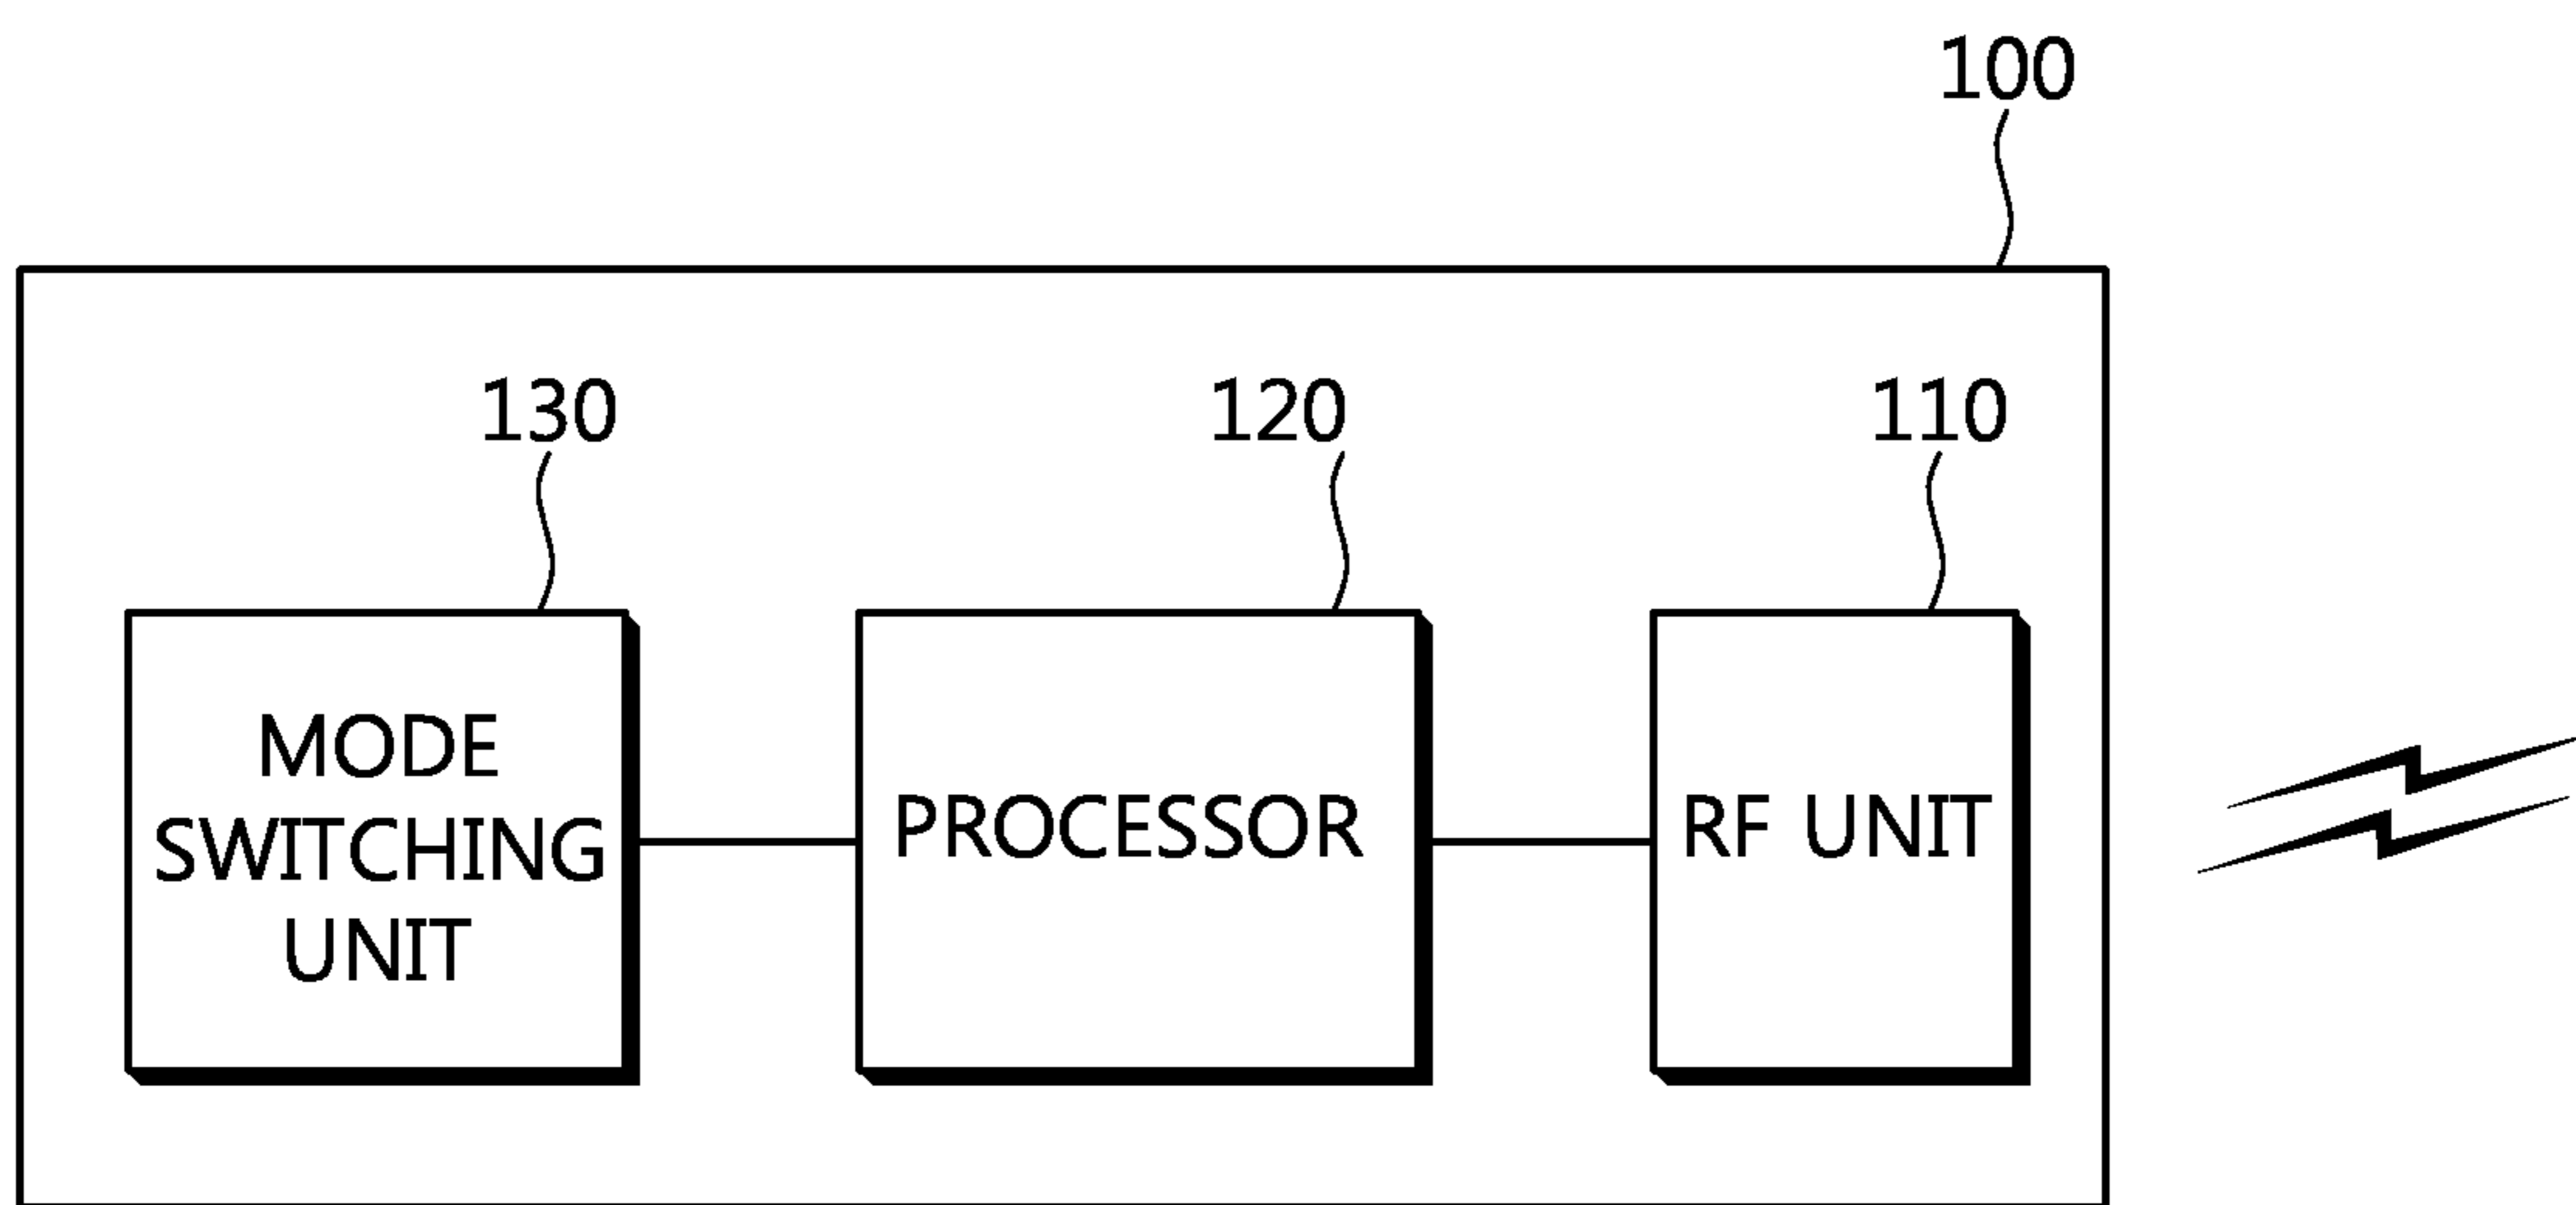 100
130
120
110
MODE
SWITCHING
UNIT
PROCESSOR
RF UNIT